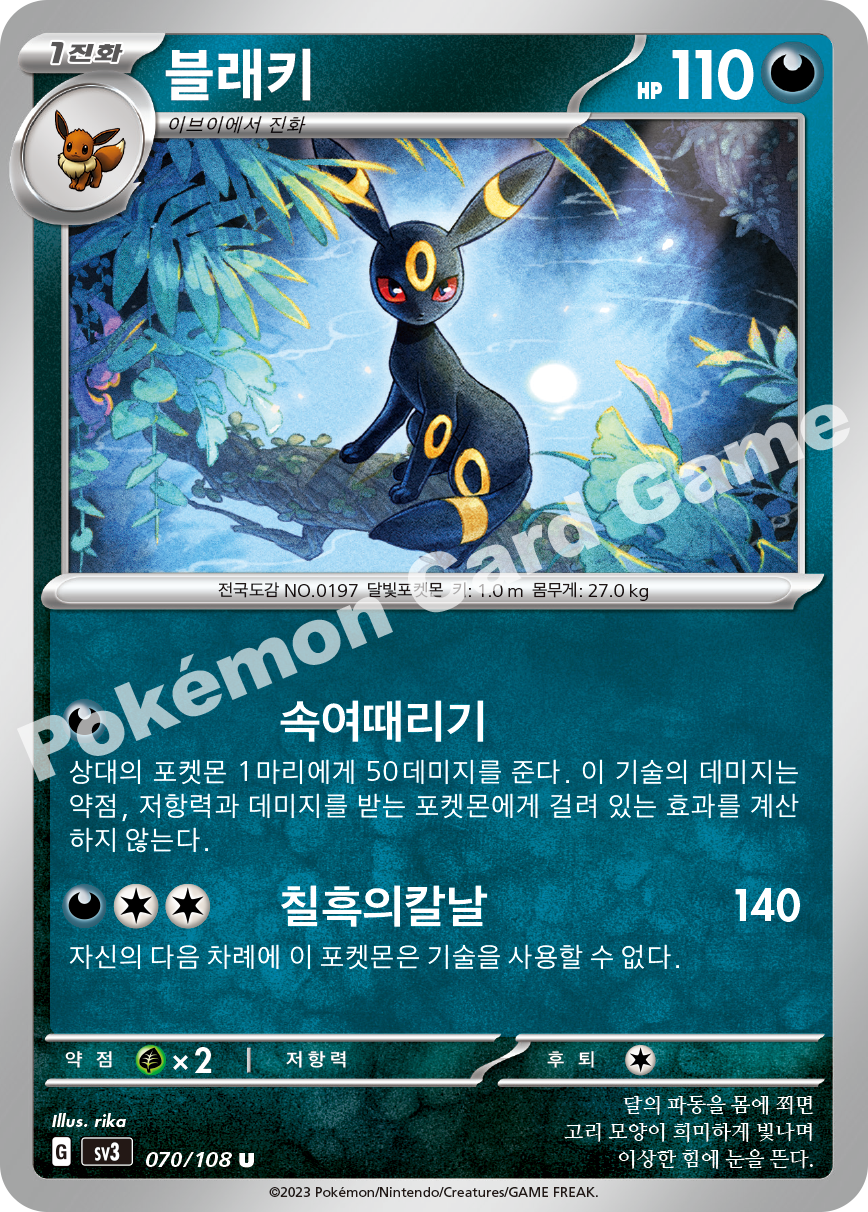 1진화
블래키
HP 110
이브이에서 진화
전국도감 NO.0197 달빛포켓몬 키: 1.0 m 몸무게: 27.0 kg
Pokémon Card Game
속여때리기
상대의 포켓몬 1마리에게 50데미지를 준다. 이 기술의 데미지는
약점, 저항력과 데미지를 받는 포켓몬에게 걸려 있는 효과를 계산
하지 않는다.
칠흑의칼날 140
자신의 다음 차례에 이 포켓몬은 기술을 사용할 수 없다.
약점 ×2 저항력 후퇴
달의 파동을 몸에 쬐면
고리 모양이 희미하게 빛나며
이상한 힘에 눈을 뜬다.
Illus. rika
G SV3 070/108 U
©2023 Pokémon/Nintendo/Creatures/GAME FREAK.